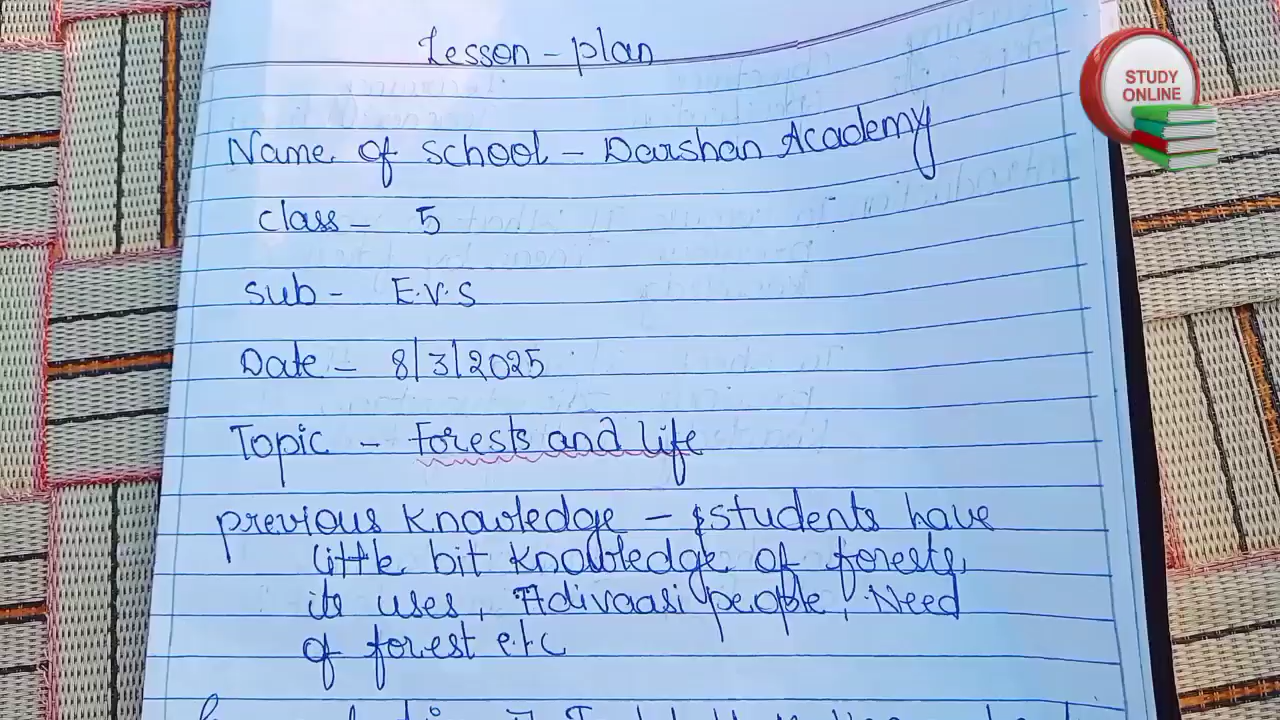 Lesson - plan
STUDY
ONLINE
Name of school - Darshan Academy
class - 5
sub - E.V.S
Date - 8/3/2025
Topic - forests and life
previous knowledge - students have
little bit knowledge of forests,
its uses, Adivaasi people, Need
of forest e.t.c